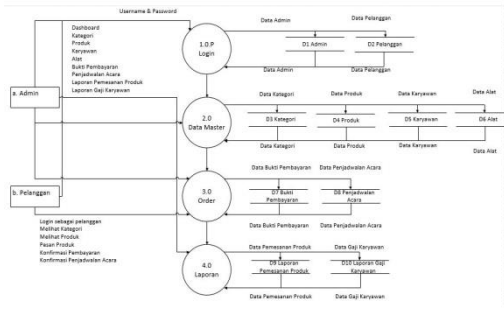 Username & Password
Dashboard
Kategori
Produk
Karyawan
Alat
Bukti Pembayaran
Penjadwalan Acara
Laporan Pemesanan Produk
Laporan Gaji Karyawan
a. Admin
b. Pelanggan
Login sebagai pelanggan
Melihat Kategori
Melihat Produk
Pesan Produk
Konfirmasi Pembayaran
Konfirmasi Penjadwalan Acara
1.0.P
Login
Data Admin
Data Pelanggan
D1 Admin
D2 Pelanggan
Data Admin
Data Pelanggan
2.0
Data Master
Data Kategori
Data Produk
Data Karyawan
Data Alat
D3 Kategori
D4 Produk
D5 Karyawan
D6 Alat
Data Kategori
Data Produk
Data Karyawan
Data Alat
3.0
Order
Data Bukti Pembayaran
Data Penjadwalan Acara
D7 Bukti
Pembayaran
D8 Penjadwalan
Acara
Data Bukti Pembayaran
Data Penjadwalan Acara
4.0
Laporan
Data Pemesanan Produk
Data Gaji Karyawan
D9 Laporan
Pemesanan Produk
D10 Laporan Gaji
Karyawan
Data Pemesanan Produk
Data Gaji Karyawan